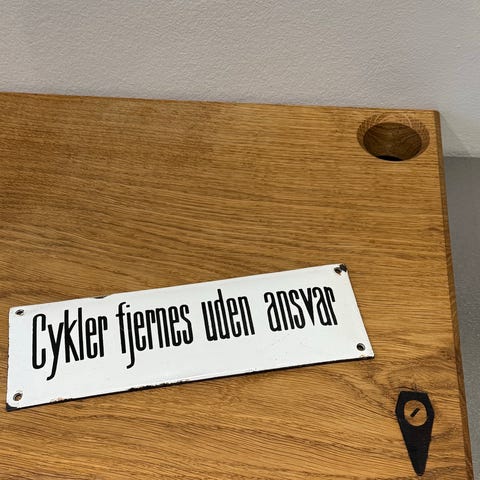 Cykler fjernes uden ansvar